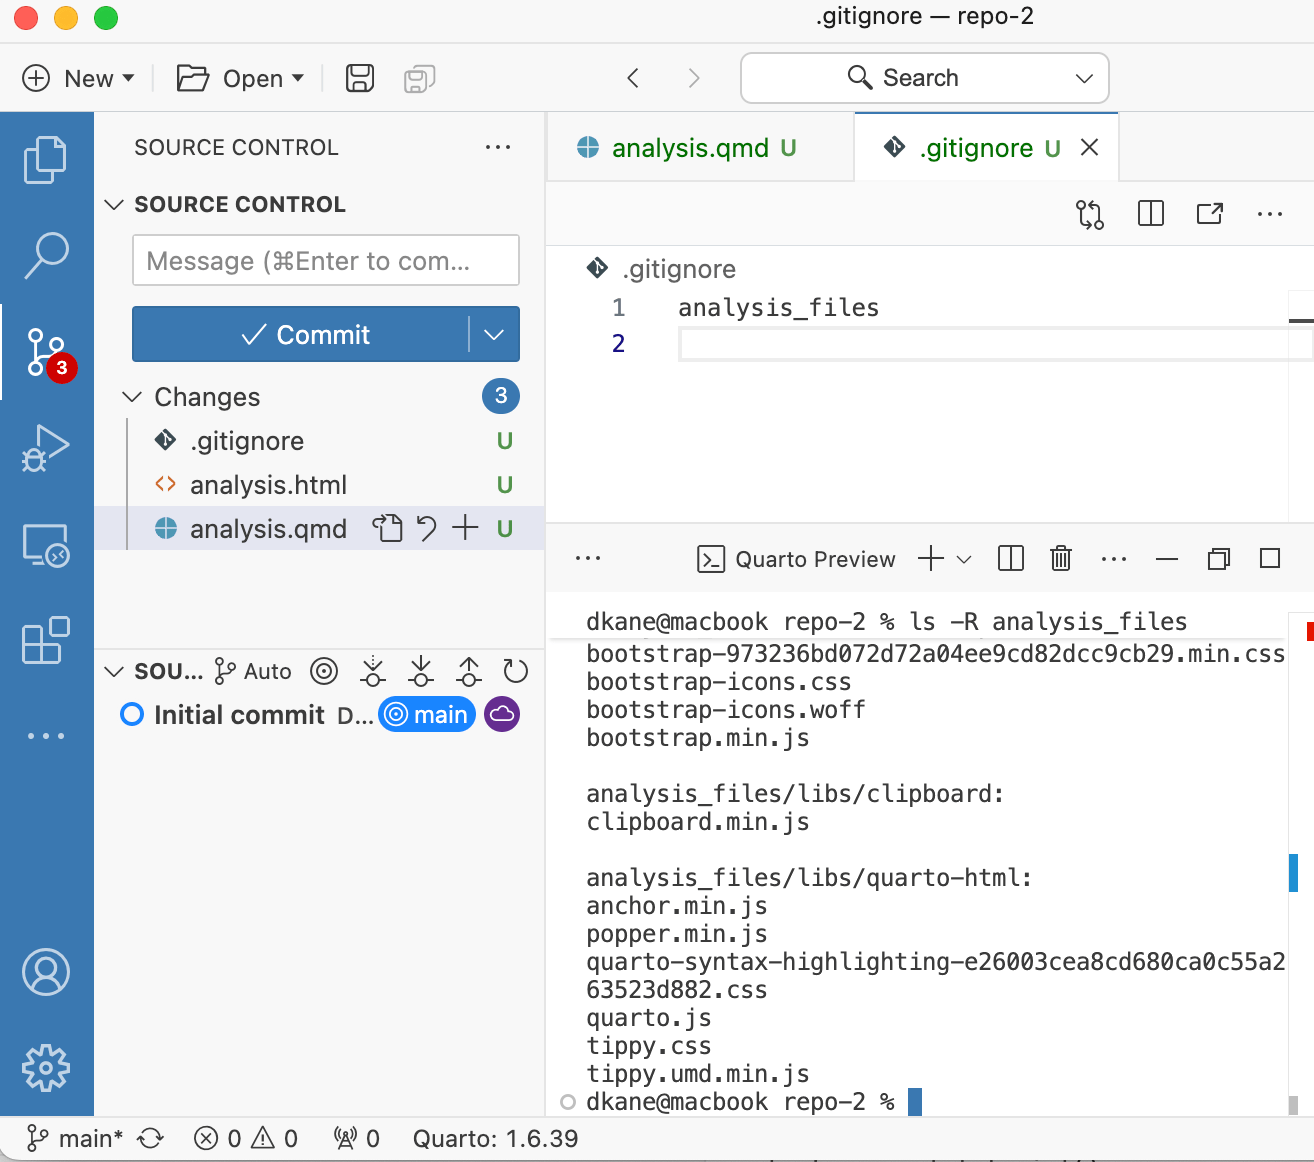 .gitignore — repo-2
New
Open
Search
SOURCE CONTROL
SOURCE CONTROL
Message (⌘Enter to com...
Commit
Changes 3
.gitignore U
analysis.html U
analysis.qmd U
3
SOU... Auto
Initial commit D... main
analysis.qmd U
.gitignore U
.gitignore
1 analysis_files
2
Quarto Preview
dkane@macbook repo-2 % ls -R analysis_files
bootstrap-973236bd072d72a04ee9cd82dcc9cb29.min.css
bootstrap-icons.css
bootstrap-icons.woff
bootstrap.min.js
analysis_files/libs/clipboard:
clipboard.min.js
analysis_files/libs/quarto-html:
anchor.min.js
popper.min.js
quarto-syntax-highlighting-e26003cea8cd680ca0c55a2
63523d882.css
quarto.js
tippy.css
tippy.umd.min.js
dkane@macbook repo-2 %
main* 0 0 0 Quarto: 1.6.39